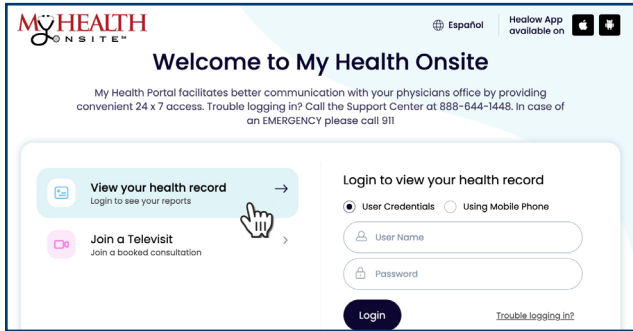 MYHEALTH
ONSITE℠
Español
Healow App
available on
Welcome to My Health Onsite
My Health Portal facilitates better communication with your physicians office by providing
convenient 24 x 7 access. Trouble logging in? Call the Support Center at 888-644-1448. In case of
an EMERGENCY please call 911
View your health record
Login to see your reports
Join a Televisit
Join a booked consultation
Login to view your health record
User Credentials Using Mobile Phone
User Name
Password
Login Trouble logging in?